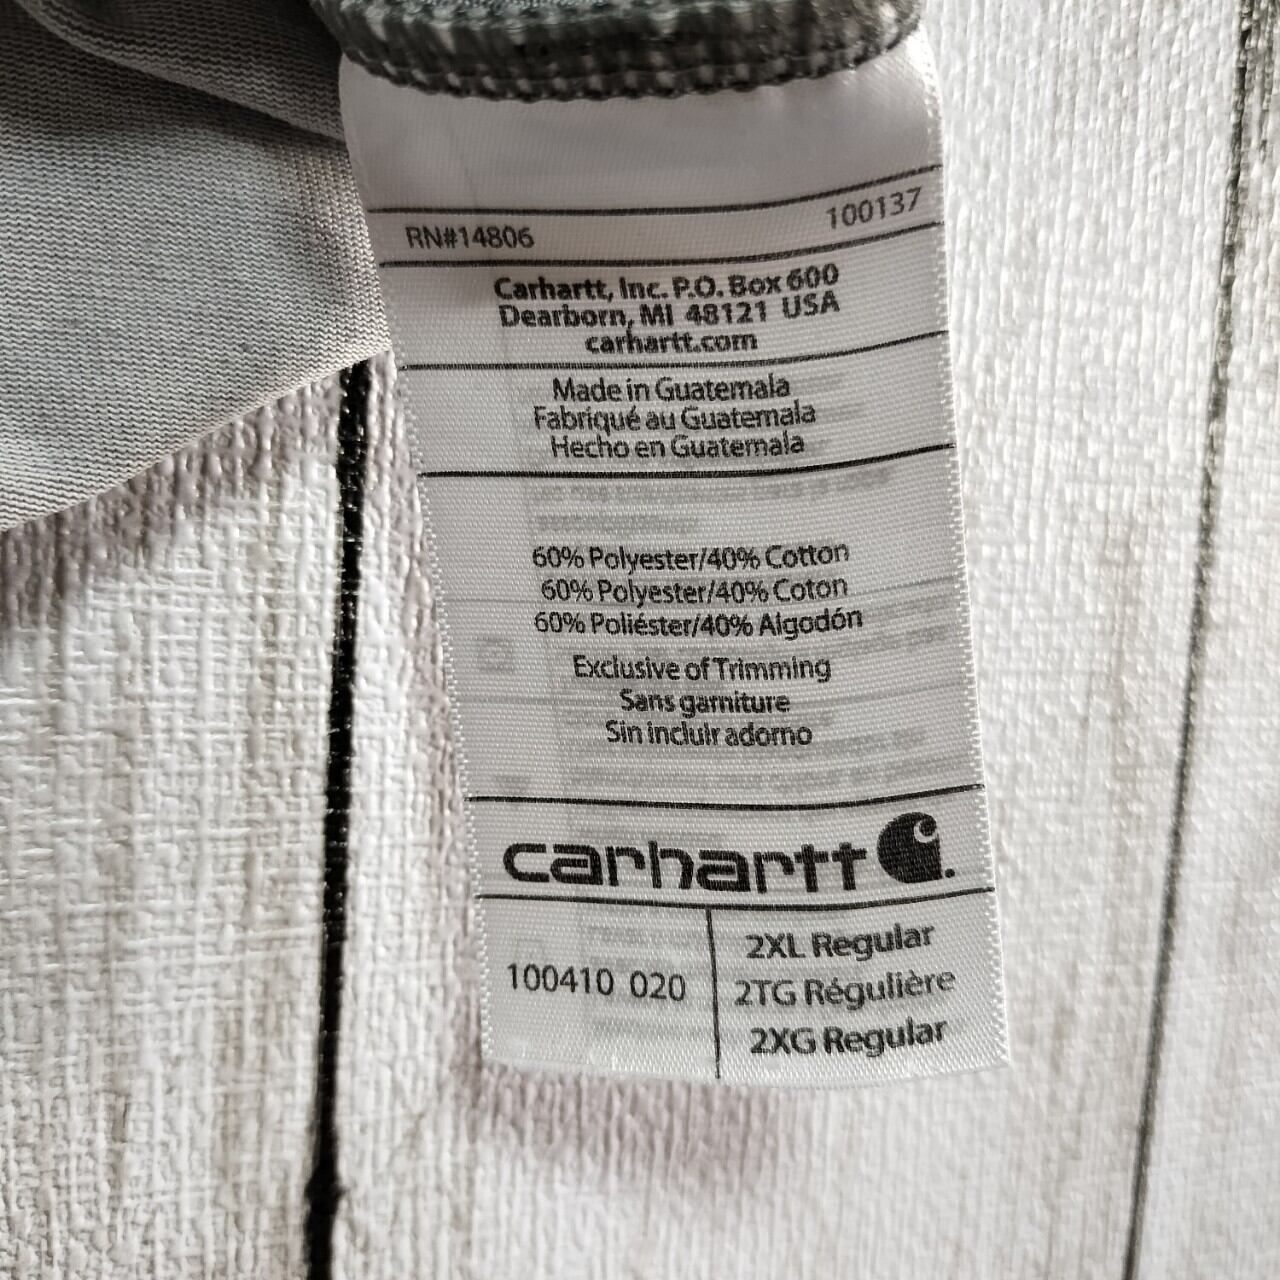 RN#14806 100137
Carhartt, Inc. P.O. Box 600
Dearborn, MI 48121 USA
carhartt.com
Made in Guatemala
Fabriqué au Guatemala
Hecho en Guatemala
60% Polyester/40% Cotton
60% Polyester/40% Coton
60% Poliéster/40% Algodón
Exclusive of Trimming
Sans garniture
Sin incluir adorno
carhartt
100410 020
2XL Regular
2TG Régulière
2XG Regular